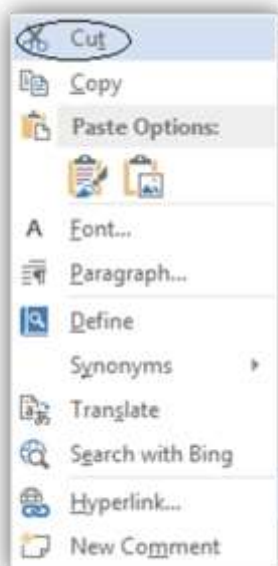 Cut
Copy
Paste Options:
A Font...
Paragraph...
Define
Synonyms
Translate
Search with Bing
Hyperlink...
New Comment